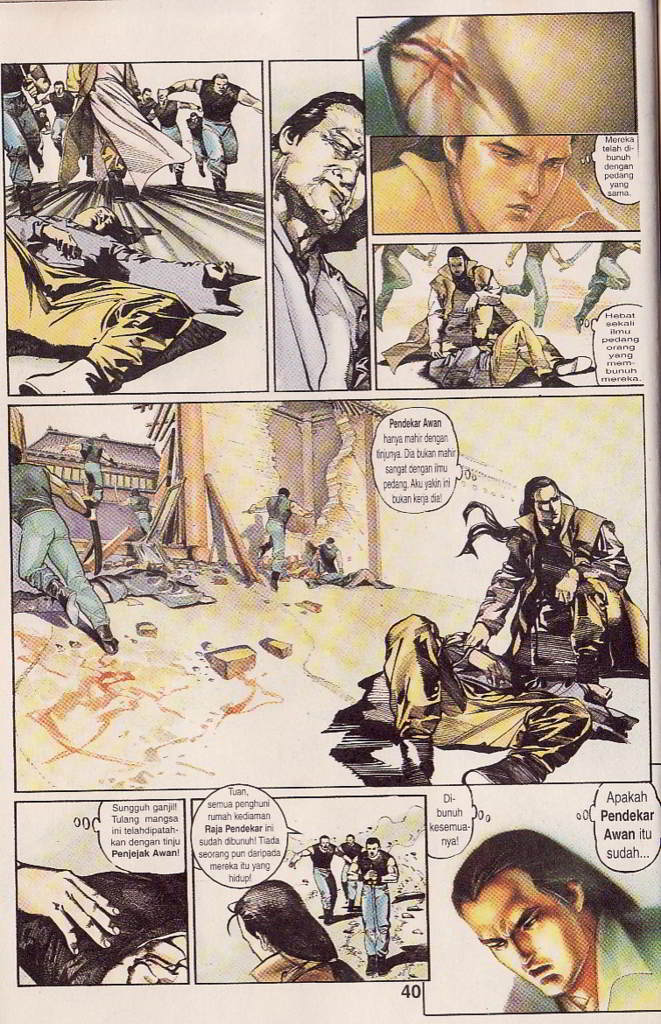 Mereka
telah di-
bunuh
dengan
pedang
yang
sama.
Hebat
sekali
ilmu
pedang
orang
yang
mem-
bunuh
mereka.
Pendekar Awan
hanya mahir dengan
tinjunya. Dia bukan mahir
sangat dengan ilmu
pedang. Aku yakin ini
bukan kerja dia!
Sungguh ganjil!
Tulang mangsa
ini telahdipatah-
kan dengan tinju
Penjejak Awan!
Tuan,
semua penghuni
rumah kediaman
Raja Pendekar ini
sudah dibunuh! Tiada
seorang pun daripada
mereka itu yang
hidup!
Di-
bunuh
kesemua-
nya!
Apakah
Pendekar
Awan itu
sudah...
40